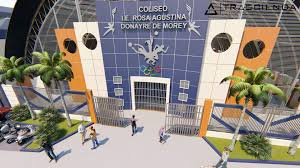 COLISEO
I.E. ROSA AGUSTINA
DONAYRE DE MOREY